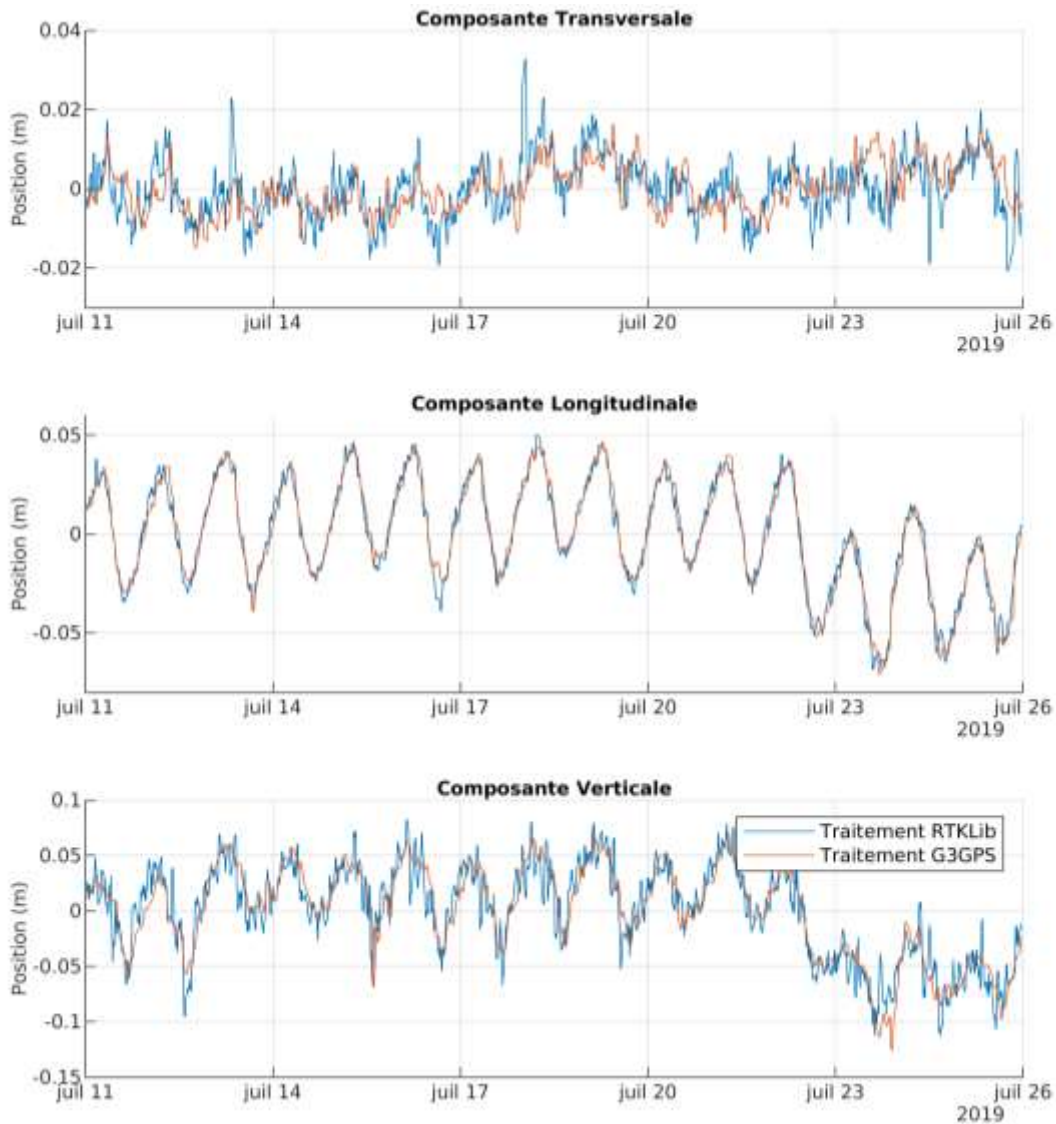 Composante Transversale
0.04
0.02
0
-0.02
Position (m)
juil 11 juil 14 juil 17 juil 20 juil 23 juil 26
2019
Composante Longitudinale
0.05
0
-0.05
Position (m)
juil 11 juil 14 juil 17 juil 20 juil 23 juil 26
2019
Composante Verticale
0.1
0.05
0
-0.05
-0.1
-0.15
Position (m)
Traitement RTKLib
Traitement G3GPS
juil 11 juil 14 juil 17 juil 20 juil 23 juil 26
2019